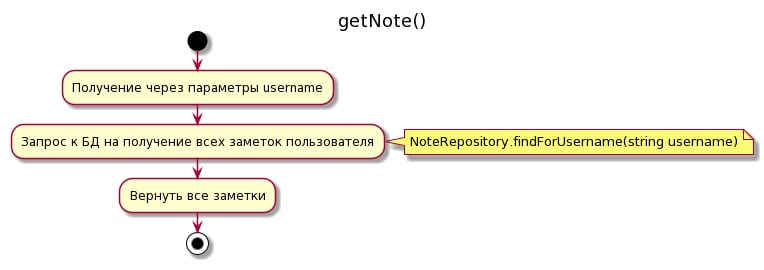 getNote()
Получение через параметры username
Запрос к БД на получение всех заметок пользователя
NoteRepository.findForUsername(string username)
Вернуть все заметки